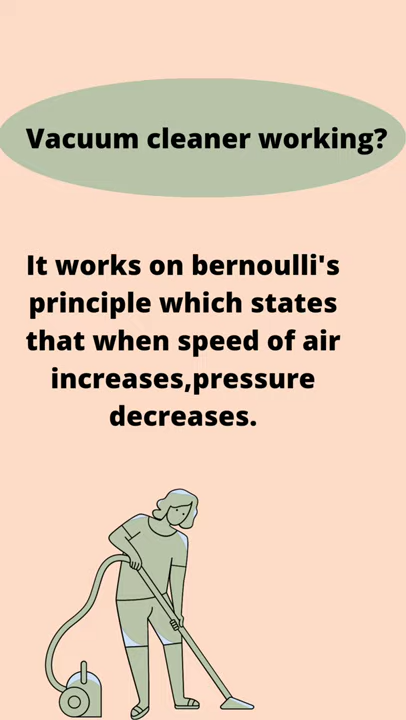 Vacuum cleaner working?
It works on bernoulli's
principle which states
that when speed of air
increases,pressure
decreases.